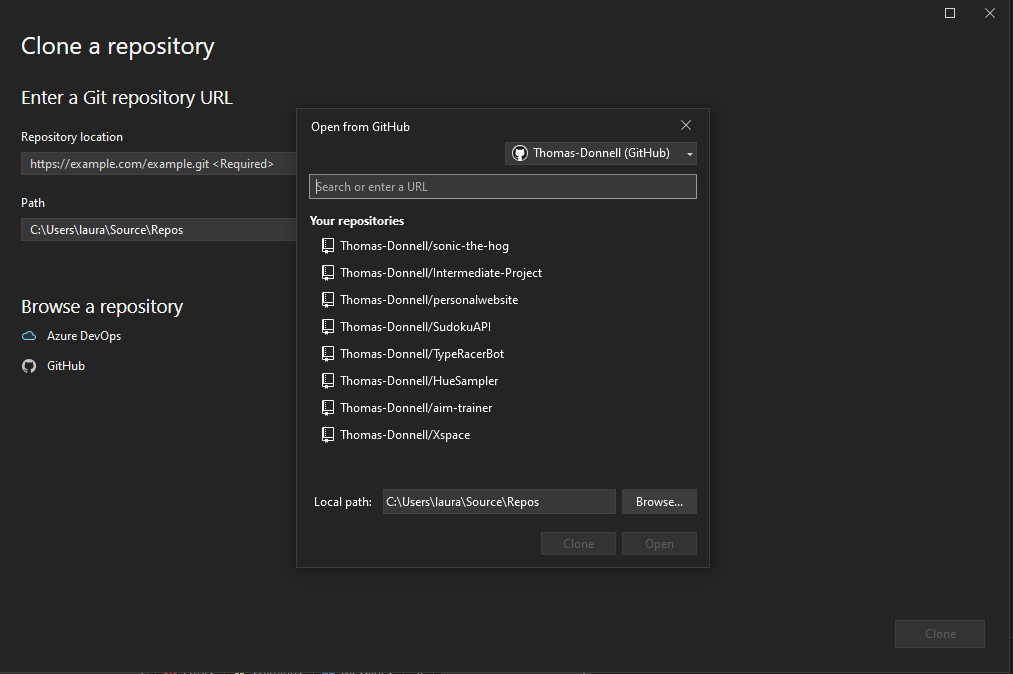 Clone a repository
Enter a Git repository URL
Repository location
https://example.com/example.git <Required>
Path
C:\Users\laura\Source\Repos
Browse a repository
Azure DevOps
GitHub
Open from GitHub
Thomas-Donnell (GitHub)
Search or enter a URL
Your repositories
Thomas-Donnell/sonic-the-hog
Thomas-Donnell/Intermediate-Project
Thomas-Donnell/personalwebsite
Thomas-Donnell/SudokuAPI
Thomas-Donnell/TypeRacerBot
Thomas-Donnell/HueSampler
Thomas-Donnell/aim-trainer
Thomas-Donnell/Xspace
Local path: C:\Users\laura\Source\Repos Browse...
Clone Open
Clone